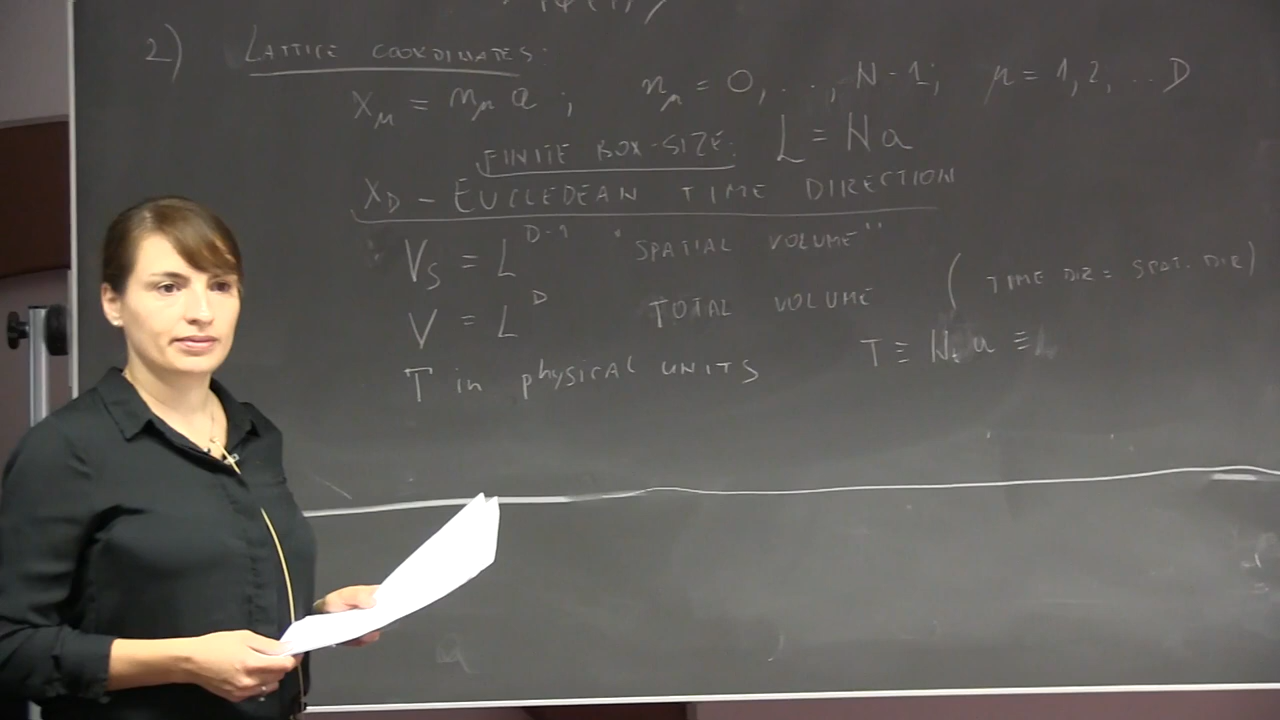 2) LATTICE COORDINATES:
x_μ = n_μ a ; n_μ = 0, ..., N-1; μ = 1,2, .. D
FINITE BOX-SIZE: L = Na
x_D - EUCLEDEAN TIME DIRECTION
V_S = L^{D-1} "SPATIAL VOLUME"
V = L^D TOTAL VOLUME (TIME DIR = SPAT. DIR)
T in physical UNITS T ≡ N_t a ≡